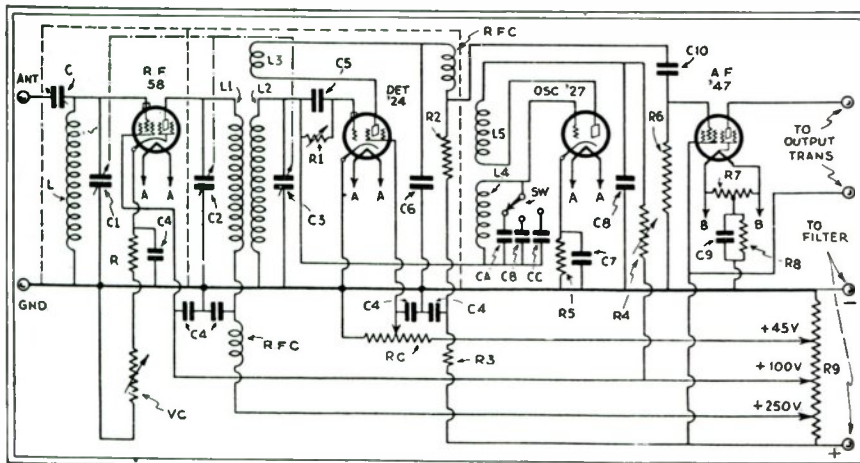 ANT
C
RF
58
L1
L2
L3
C5
DET
'24
RFC
R2
OSC '27
C10
AF
'47
TO
OUTPUT
TRANS
L
C1
A A
C2
R1
C3
A A
C6
L5
L4
SW
A A
C8
R6
R7
B B
C9
R8
TO
FILTER
R
C4
CA CB CC
C7
R5
R4
GND
C4
RFC
C4 C4
RC
R3
+45V
+100V
+250V
R9
VC
−
+